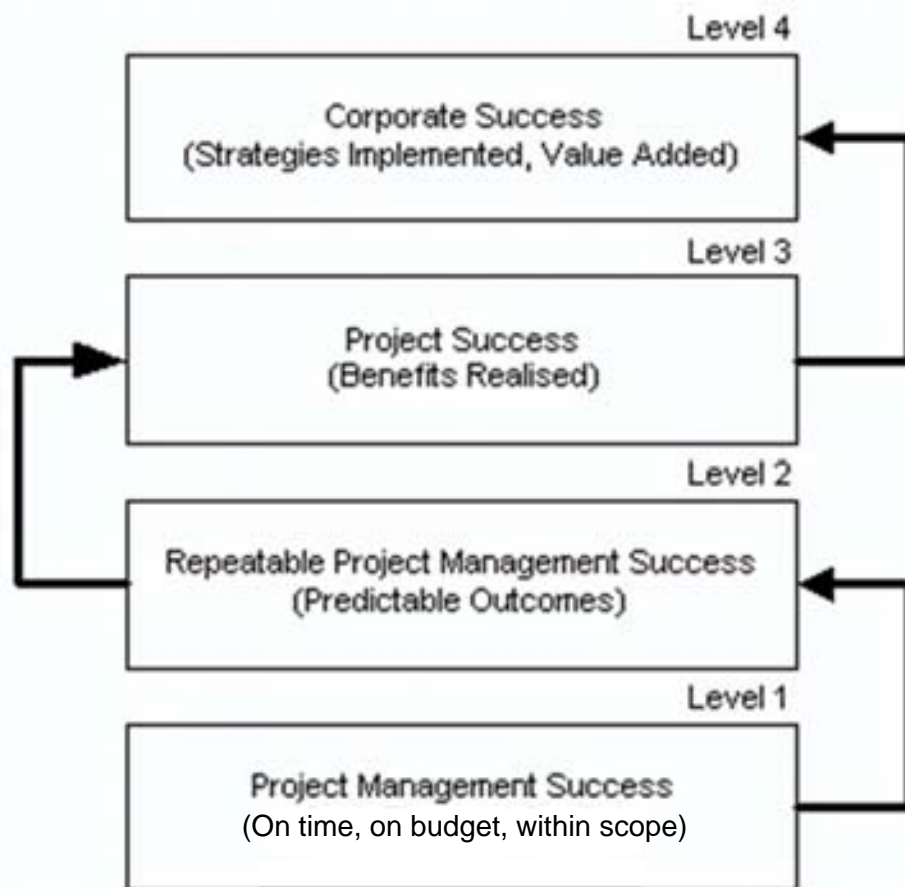 Level 4
Corporate Success
(Strategies Implemented, Value Added)
Level 3
Project Success
(Benefits Realised)
Level 2
Repeatable Project Management Success
(Predictable Outcomes)
Level 1
Project Management Success
(On time, on budget, within scope)